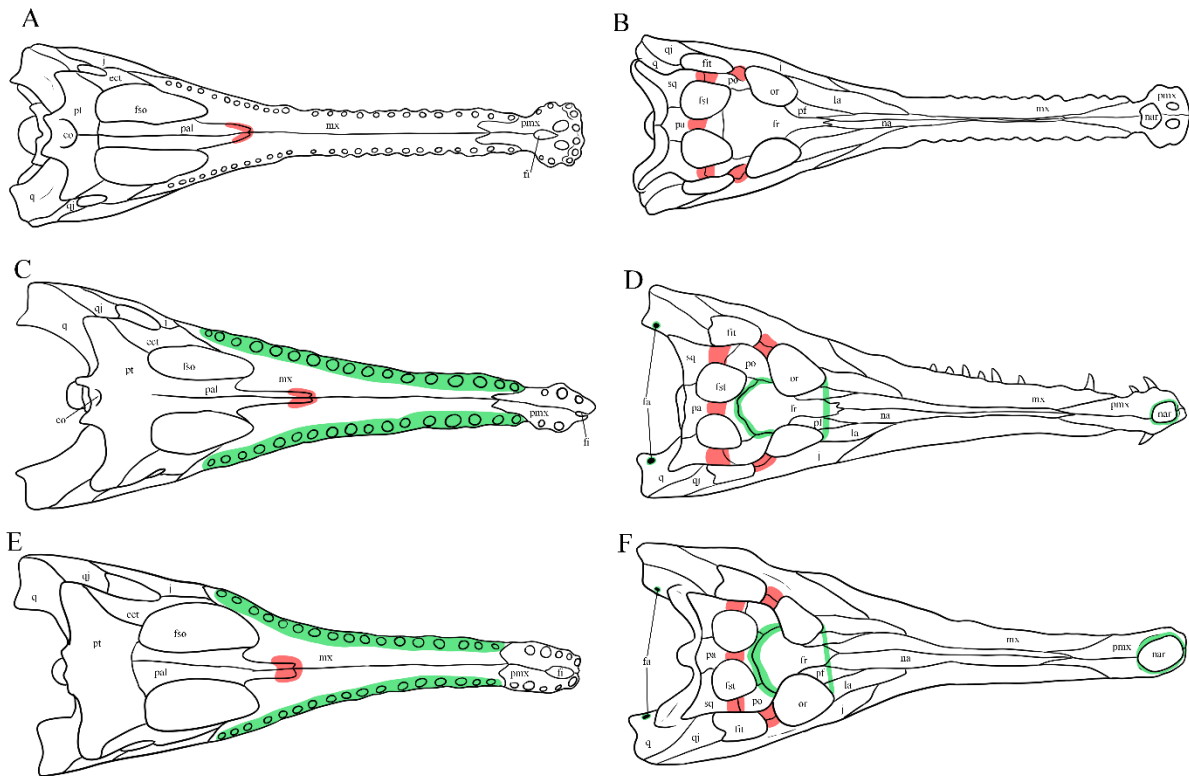 A
j
ect
pt
fso
co
pal
mx
pmx
fi
q
qj
B
qj
q
fit
j
sq
po
or
fst
la
pf
pa
fr
na
mx
pmx
nar
C
qj
j
q
ect
pt
fso
mx
pal
co
pmx
fi
D
fit
sq
po
fst
or
fa
pa
fr
mx
pmx
nar
na
pf
la
j
q
qj
E
qj
j
q
ect
fso
pt
mx
pal
pmx
fi
F
mx
pmx
nar
pa
fr
na
fa
pf
fst
la
po
or
sq
j
fit
q
qj